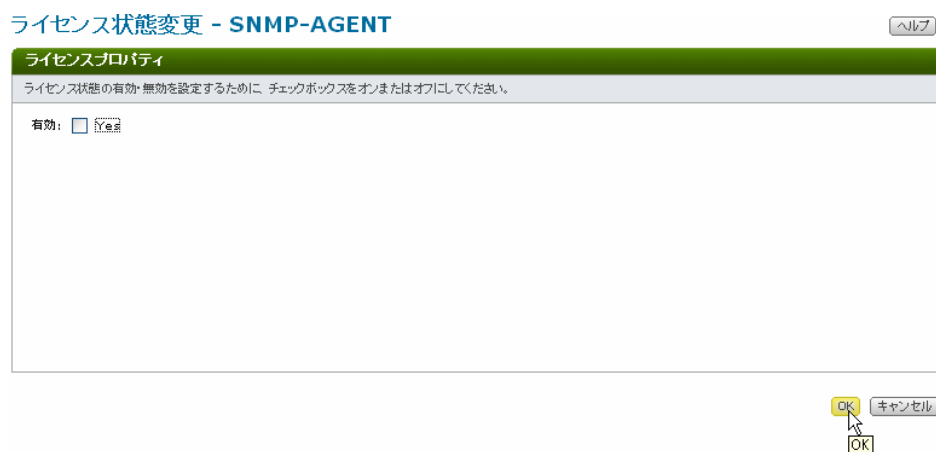 ライセンス状態変更 - SNMP-AGENT
ヘルプ
ライセンスプロパティ
ライセンス状態の有効・無効を設定するために、チェックボックスをオンまたはオフにしてください。
有効: Yes
OK キャンセル
OK